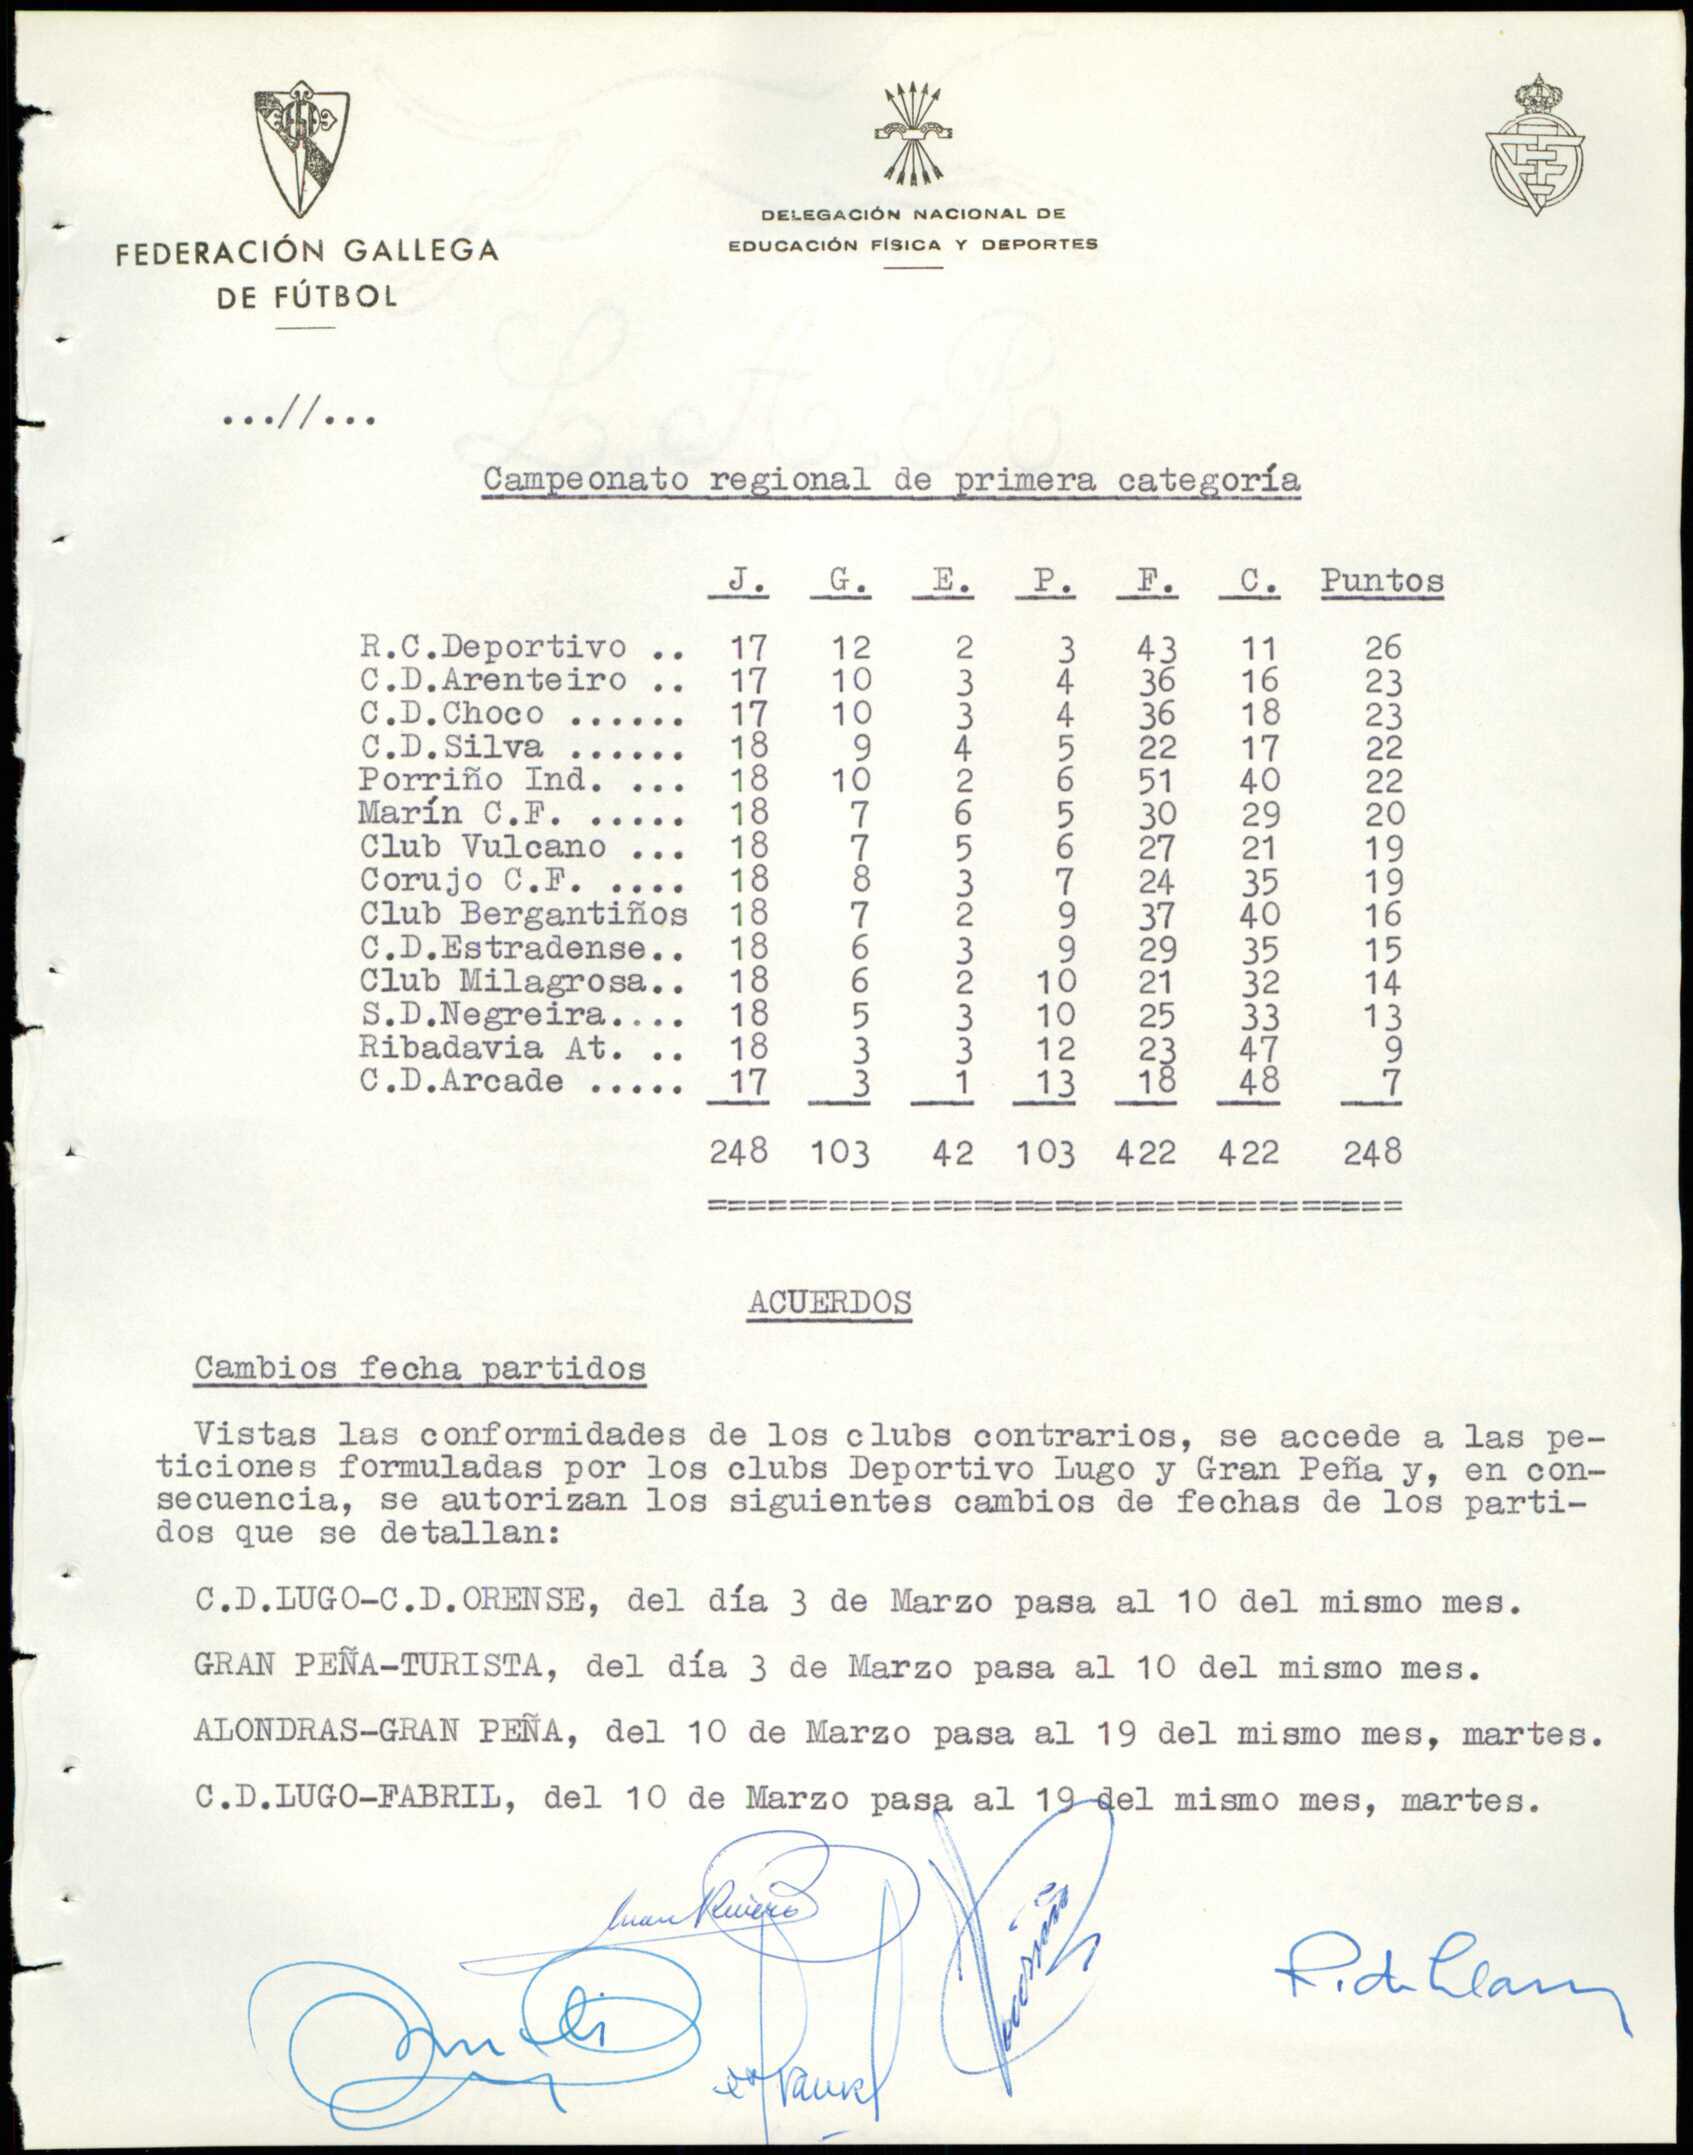 FEDERACIÓN GALLEGA
DE FÚTBOL
DELEGACIÓN NACIONAL DE
EDUCACIÓN FÍSICA Y DEPORTES
...//...
Campeonato regional de primera categoría
J. G. E. P. F. C. Puntos
R.C.Deportivo .. 17 12 2 3 43 11 26
C.D.Arenteiro .. 17 10 3 4 36 16 23
C.D.Choco ...... 17 10 3 4 36 18 23
C.D.Silva ...... 18 9 4 5 22 17 22
Porriño Ind. ... 18 10 2 6 51 40 22
Marín C.F. ..... 18 7 6 5 30 29 20
Club Vulcano ... 18 7 5 6 27 21 19
Corujo C.F. .... 18 8 3 7 24 35 19
Club Bergantiños 18 7 2 9 37 40 16
C.D.Estradense.. 18 6 3 9 29 35 15
Club Milagrosa.. 18 6 2 10 21 32 14
S.D.Negreira.... 18 5 3 10 25 33 13
Ribadavia At. .. 18 3 3 12 23 47 9
C.D.Arcade ..... 17 3 1 13 18 48 7
248 103 42 103 422 422 248
==================================
ACUERDOS
Cambios fecha partidos
Vistas las conformidades de los clubs contrarios, se accede a las pe-
ticiones formuladas por los clubs Deportivo Lugo y Gran Peña y, en con-
secuencia, se autorizan los siguientes cambios de fechas de los parti-
dos que se detallan:
C.D.LUGO-C.D.ORENSE, del día 3 de Marzo pasa al 10 del mismo mes.
GRAN PEÑA-TURISTA, del día 3 de Marzo pasa al 10 del mismo mes.
ALONDRAS-GRAN PEÑA, del 10 de Marzo pasa al 19 del mismo mes, martes.
C.D.LUGO-FABRIL, del 10 de Marzo pasa al 19 del mismo mes, martes.
Juan Rivero